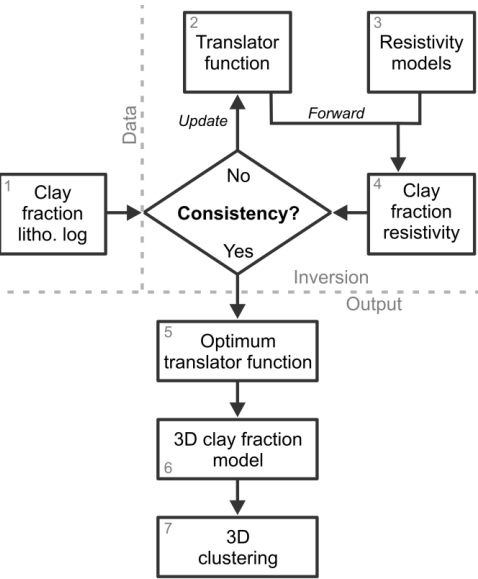 2
Translator
function
3
Resistivity
models
Data
Update
Forward
1
Clay
fraction
litho. log
No
Consistency?
Yes
4
Clay
fraction
resistivity
Inversion
Output
5
Optimum
translator function
3D clay fraction
model
6
7
3D
clustering